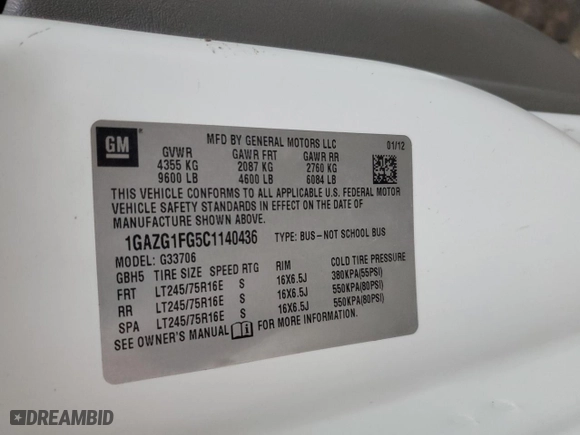 GM
MFD BY GENERAL MOTORS LLC
01/12
GVWR GAWR FRT GAWR RR
4355 KG 2087 KG 2760 KG
9600 LB 4600 LB 6084 LB
THIS VEHICLE CONFORMS TO ALL APPLICABLE U.S. FEDERAL MOTOR
VEHICLE SAFETY STANDARDS IN EFFECT ON THE DATE OF
MANUFACTURE SHOWN ABOVE.
1GAZG1FG5C1140436 TYPE: BUS-NOT SCHOOL BUS
MODEL: G33706
GBH5 TIRE SIZE SPEED RTG RIM COLD TIRE PRESSURE
FRT LT245/75R16E S 16X6.5J 380KPA(55PSI)
RR LT245/75R16E S 16X6.5J 550KPA(80PSI)
SPA LT245/75R16E S 16X6.5J 550KPA(80PSI)
SEE OWNER'S MANUAL FOR MORE INFORMATION.
DREAMBID